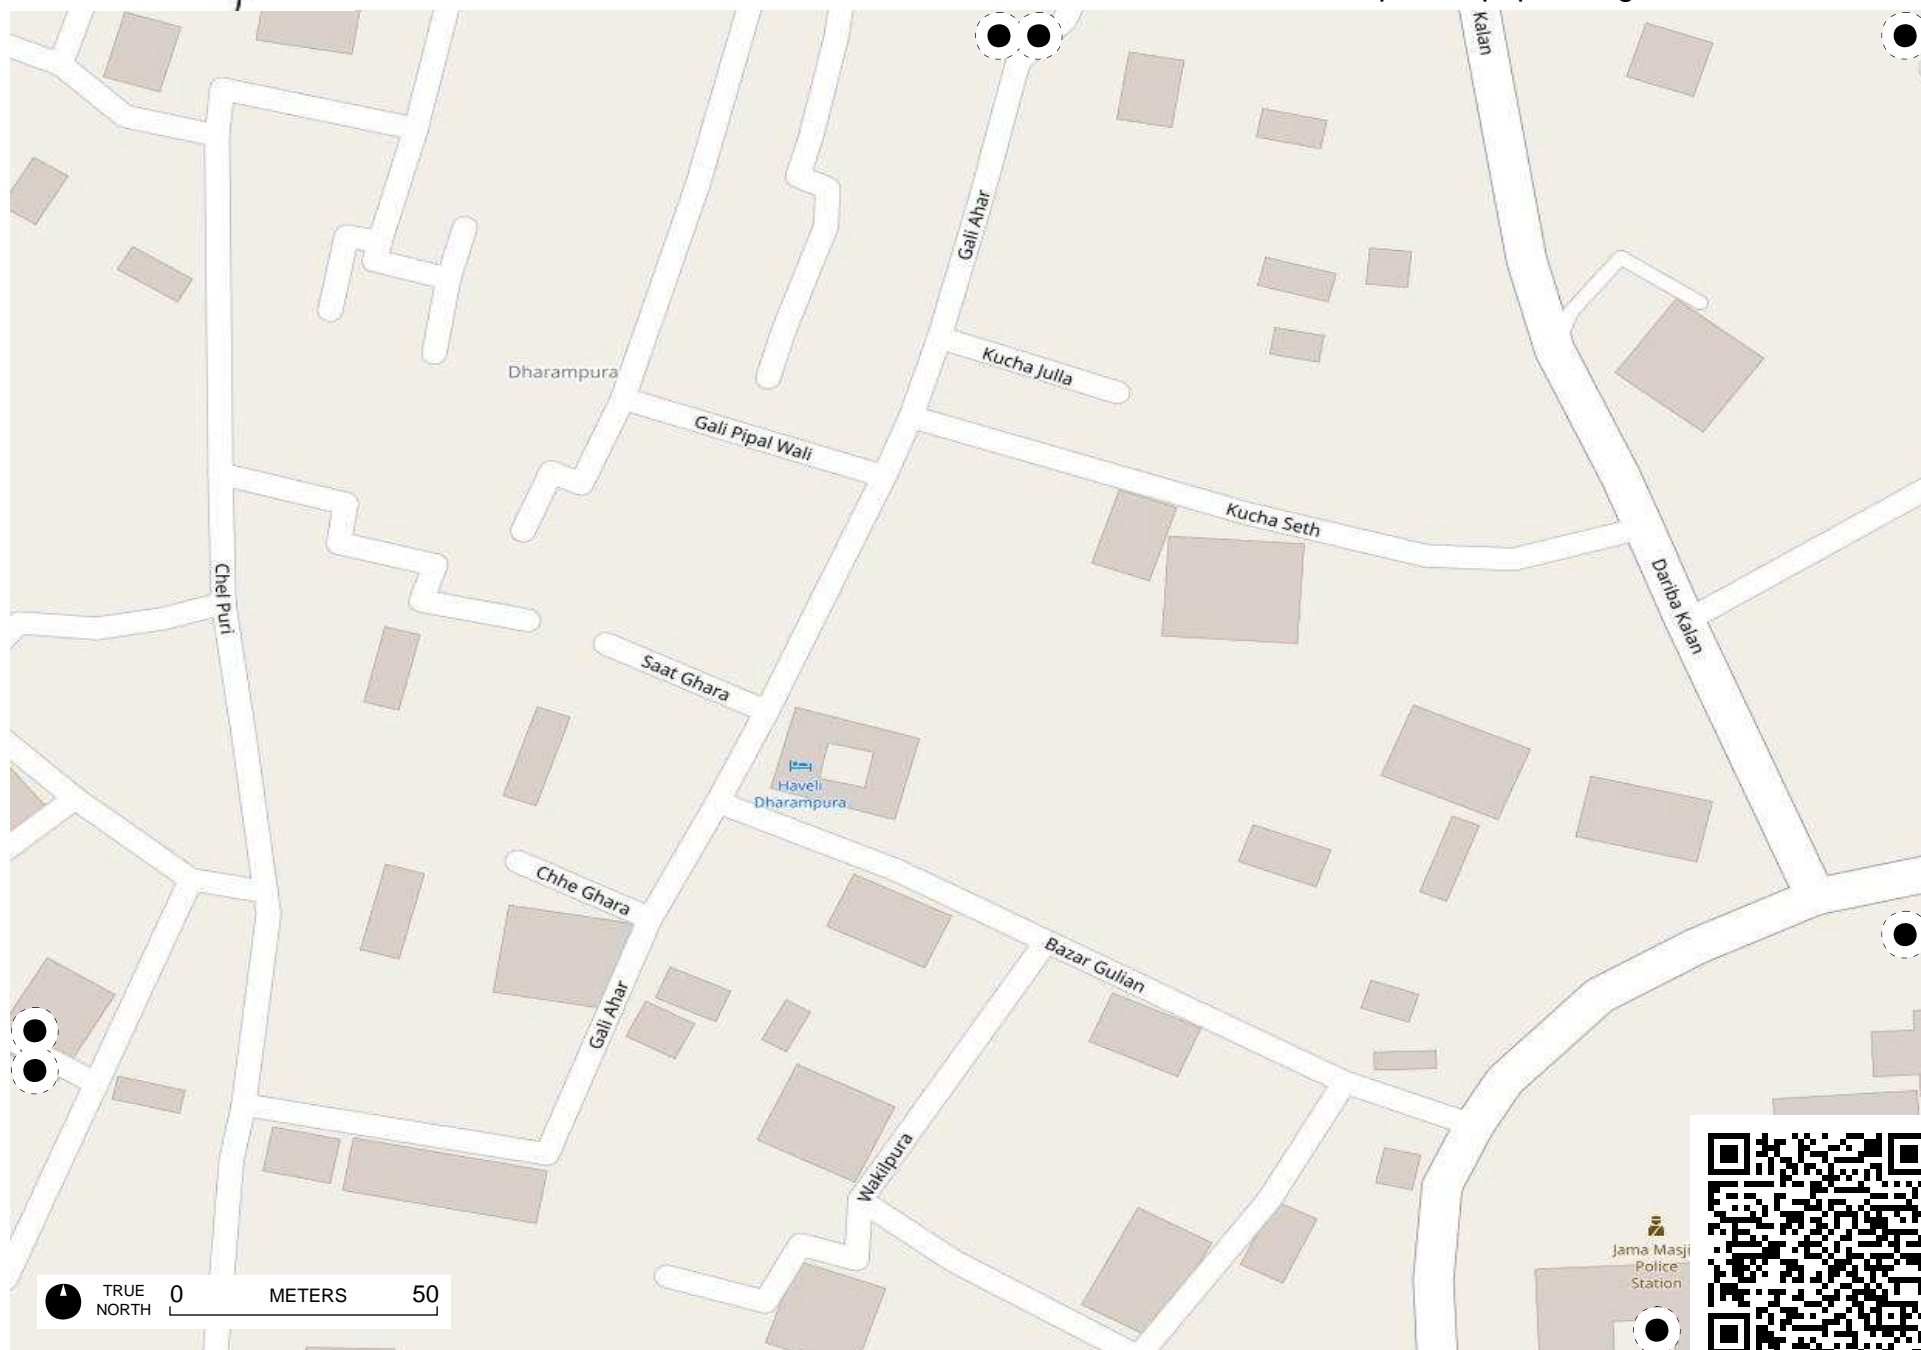 Kalan
Gali Ahar
Kucha Julla
Dharampura
Gali Pipal Wali
Kucha Seth
Chel Puri
Dariba Kalan
Saat Ghara
Haveli
Dharampura
Chhe Ghara
Bazar Gulian
Gali Ahar
Wakilpura
Jama Masji
Police
Station
TRUE
NORTH
0 METERS 50